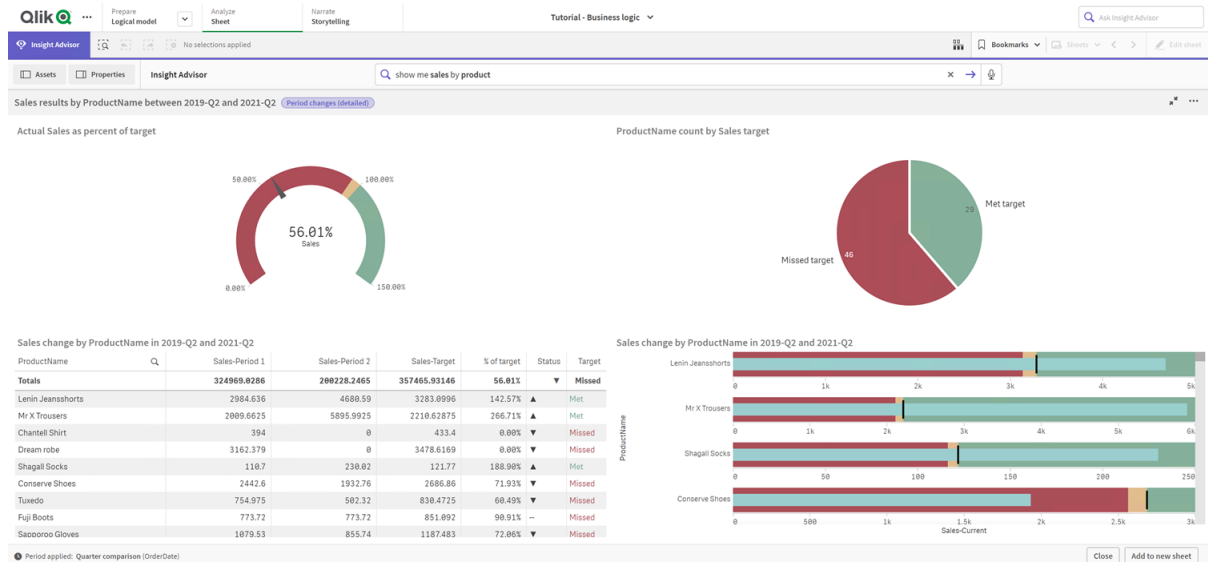 Qlik
Prepare
Logical model
Analyze
Sheet
Narrate
Storytelling
Tutorial - Business logic
Ask Insight Advisor
Insight Advisor
No selections applied
Bookmarks
Sheets
Edit sheet
Assets
Properties
Insight Advisor
show me sales by product
Sales results by ProductName between 2019-Q2 and 2021-Q2
Period changes (detailed)
Actual Sales as percent of target
50.00%
100.00%
56.01%
Sales
0.00%
150.00%
ProductName count by Sales target
29
Met target
46
Missed target
Sales change by ProductName in 2019-Q2 and 2021-Q2
ProductName Sales-Period 1 Sales-Period 2 Sales-Target % of target Status Target
Totals 324969.0286 200228.2465 357465.93146 56.01% ▼ Missed
Lenin Jeansshorts 2984.636 4680.59 3283.0996 142.57% ▲ Met
Mr X Trousers 2009.6625 5895.9925 2210.62875 266.71% ▲ Met
Chantell Shirt 394 0 433.4 0.00% ▼ Missed
Dream robe 3162.379 0 3478.6169 0.00% ▼ Missed
Shagall Socks 110.7 230.02 121.77 188.90% ▲ Met
Conserve Shoes 2442.6 1932.76 2686.86 71.93% ▼ Missed
Tuxedo 754.975 502.32 830.4725 60.49% ▼ Missed
Fuji Boots 773.72 773.72 851.092 90.91% -- Missed
Sapporoo Gloves 1079.53 855.74 1187.483 72.06% ▼ Missed
Sales change by ProductName in 2019-Q2 and 2021-Q2
ProductName
Lenin Jeansshorts
0 1k 2k 3k 4k 5k
Mr X Trousers
0 1k 2k 3k 4k 5k 6k
Shagall Socks
0 50 100 150 200 250
Conserve Shoes
0 500 1k 1.5k 2k 2.5k 3k
Sales-Current
Period applied: Quarter comparison (OrderDate)
Close
Add to new sheet